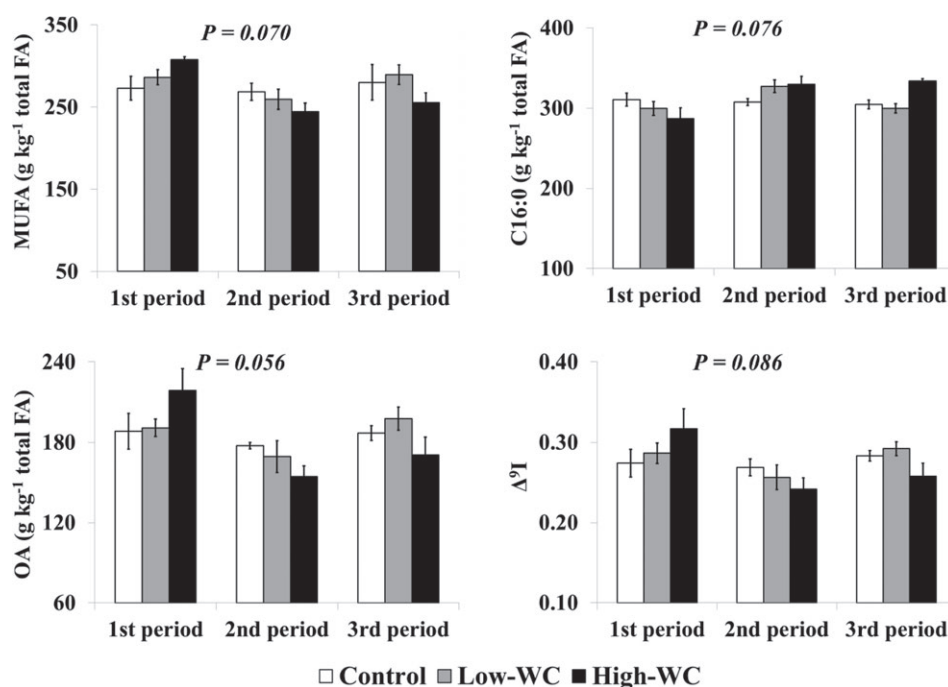 P = 0.070
MUFA (g kg⁻¹ total FA)
350
250
150
50
1st period 2nd period 3rd period
P = 0.076
C16:0 (g kg⁻¹ total FA)
400
300
200
100
1st period 2nd period 3rd period
P = 0.056
OA (g kg⁻¹ total FA)
240
180
120
60
1st period 2nd period 3rd period
P = 0.086
Δ⁹I
0.40
0.30
0.20
0.10
1st period 2nd period 3rd period
Control Low-WC High-WC